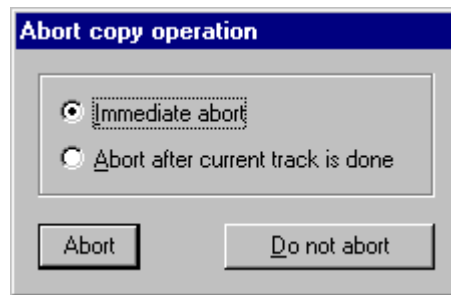 Abort copy operation
Immediate abort
Abort after current track is done
Abort
Do not abort